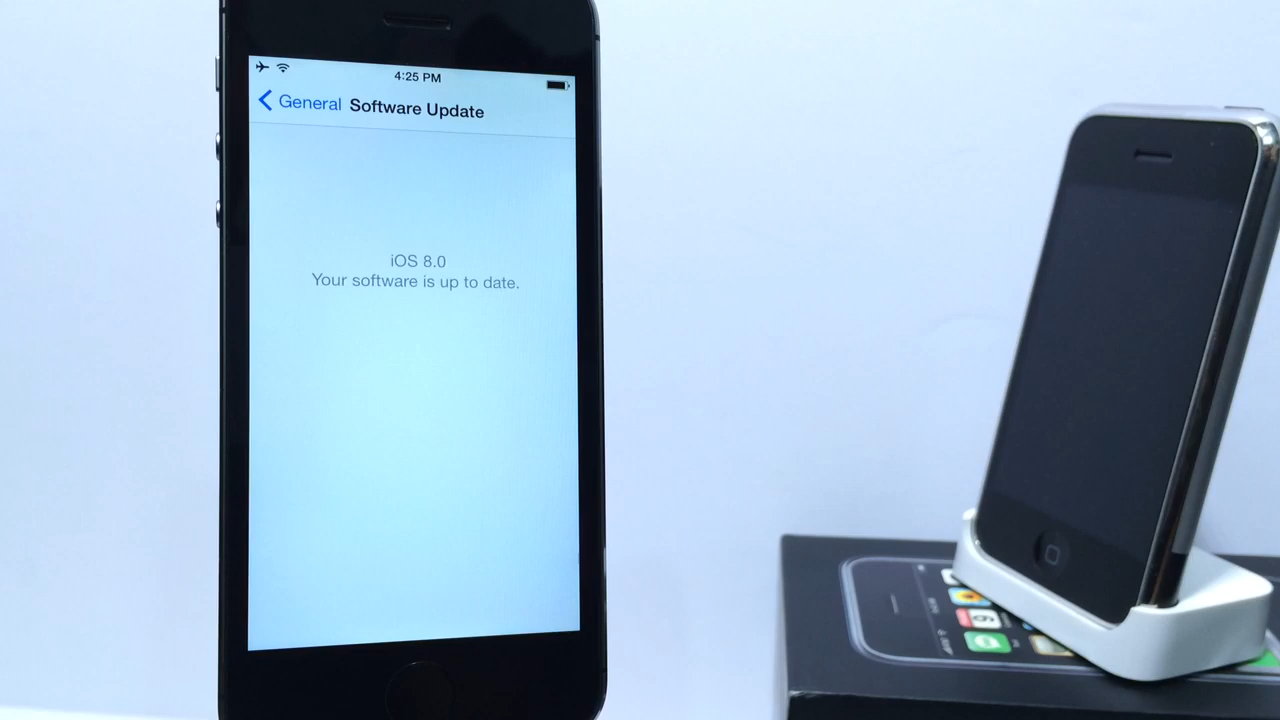 4:25 PM
General Software Update
iOS 8.0
Your software is up to date.